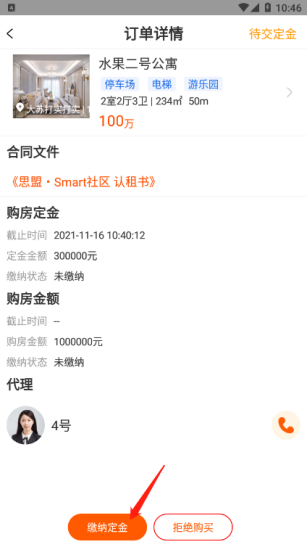 10:46
订单详情
待交定金
水果二号公寓
停车场 电梯 游乐园
2室2厅3卫 | 234㎡ 50m
大苏打实打实 |
100万
合同文件
《思盟·Smart社区 认租书》
购房定金
截止时间 2021-11-16 10:40:12
定金金额 300000元
缴纳状态 未缴纳
购房金额
截止时间 --
购房金额 1000000元
缴纳状态 未缴纳
代理
4号
缴纳定金
拒绝购买